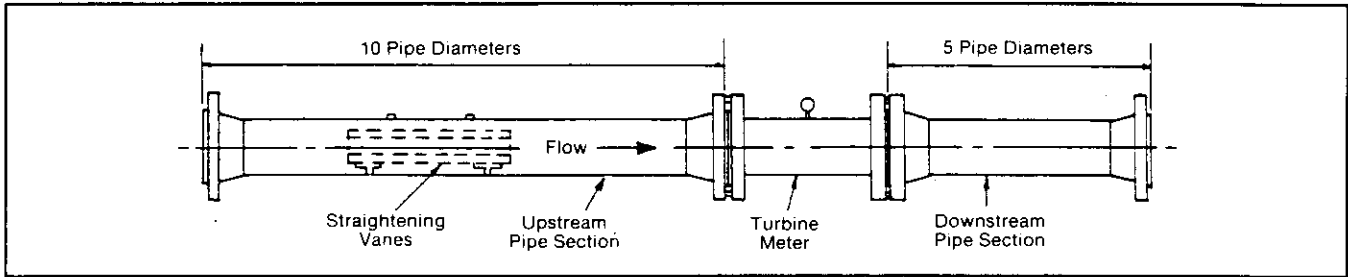 10 Pipe Diameters
5 Pipe Diameters
Flow
Straightening
Vanes
Upstream
Pipe Section
Turbine
Meter
Downstream
Pipe Section